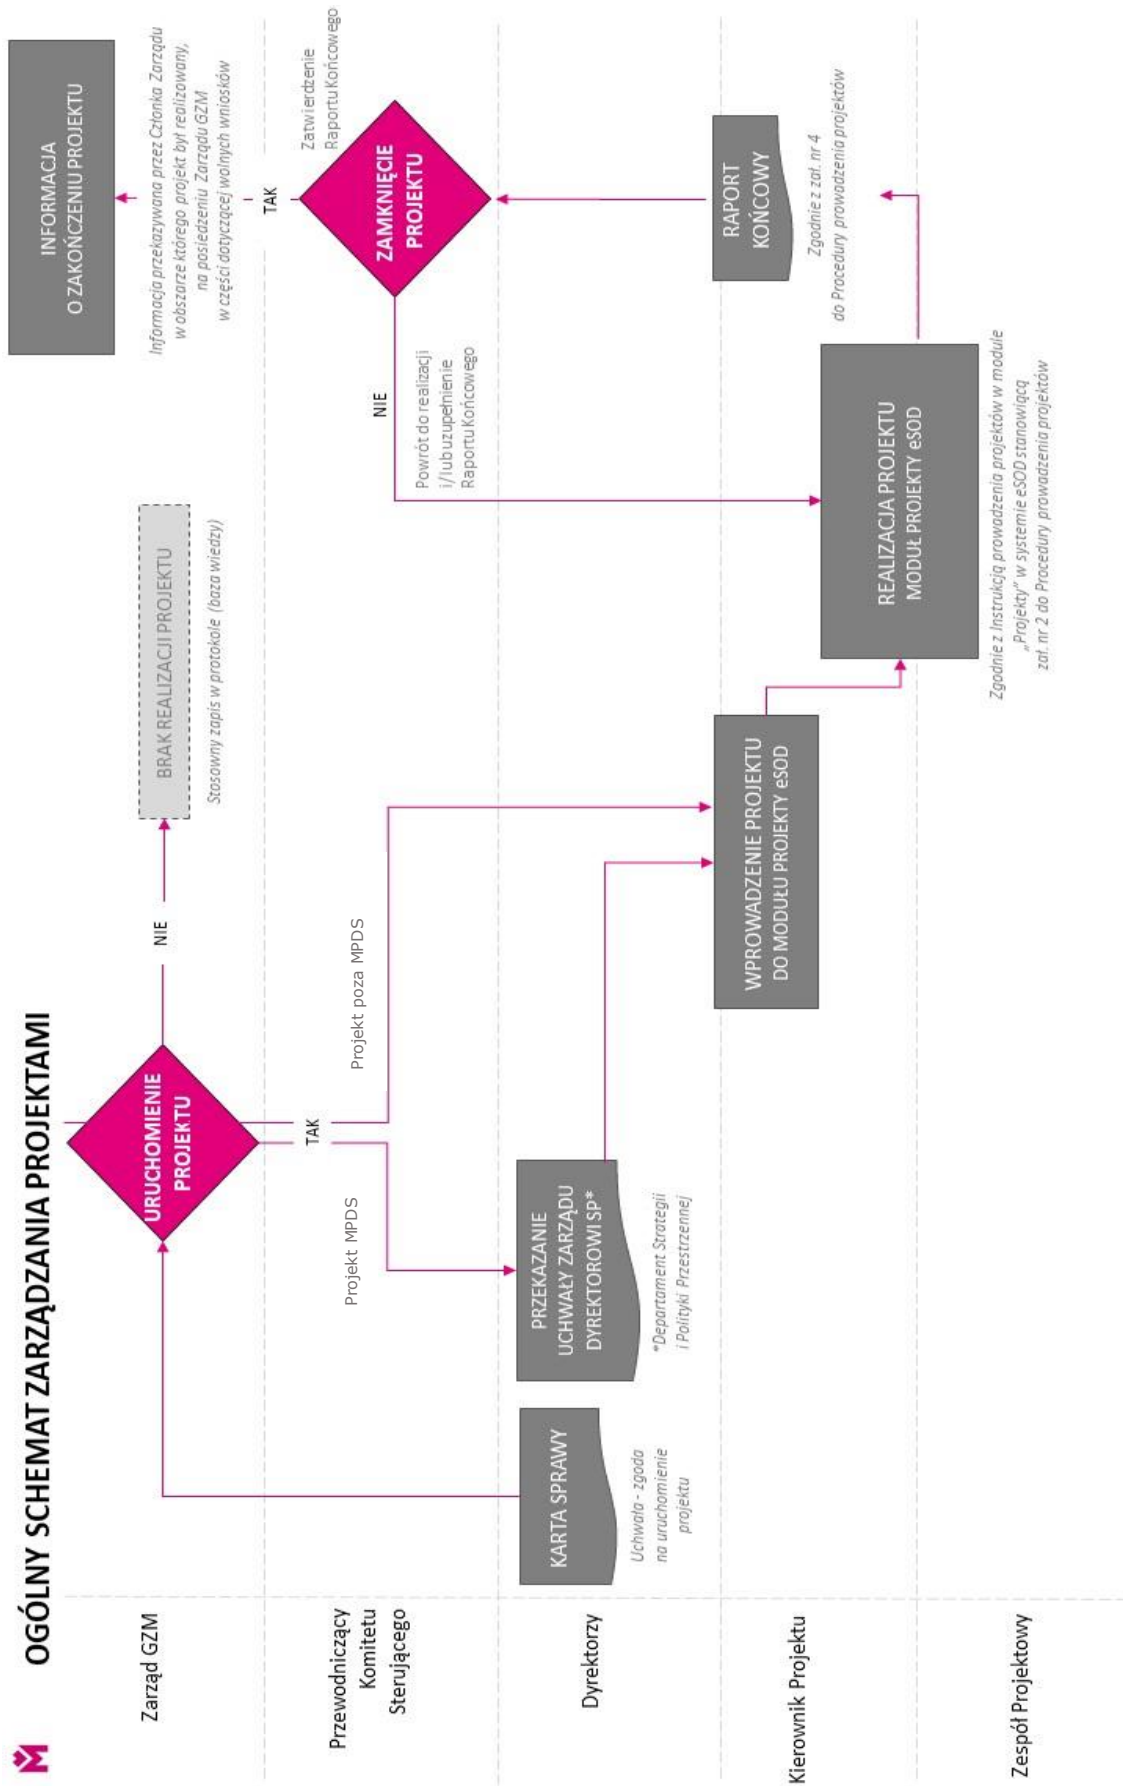 OGÓLNY SCHEMAT ZARZĄDZANIA PROJEKTAMI
Zarząd GZM
Przewodniczący
Komitetu
Sterującego
Dyrektorzy
Kierownik Projektu
Zespół Projektowy
KARTA SPRAWY
Uchwała - zgoda
na uruchomienie
projektu
URUCHOMIENIE
PROJEKTU
NIE
BRAK REALIZACJI PROJEKTU
Stosowny zapis w protokole (baza wiedzy)
TAK
Projekt MPDS
Projekt poza MPDS
PRZEKAZANIE
UCHWAŁY ZARZĄDU
DYREKTOROWI SP*
*Departament Strategii
i Polityki Przestrzennej
WPROWADZENIE PROJEKTU
DO MODUŁU PROJEKTY eSOD
REALIZACJA PROJEKTU
MODUŁ PROJEKTY eSOD
Zgodnie z Instrukcją prowadzenia projektów w module
„Projekty” w systemie eSOD stanowiącą
zał. nr 2 do Procedury prowadzenia projektów
RAPORT
KOŃCOWY
Zgodnie z zał. nr 4
do Procedury prowadzenia projektów
ZAMKNIĘCIE
PROJEKTU
Zatwierdzenie
Raportu Końcowego
NIE
Powrót do realizacji
i/lub uzupełnienie
Raportu Końcowego
TAK
INFORMACJA
O ZAKOŃCZENIU PROJEKTU
Informacja przekazywana przez Członka Zarządu
w obszarze którego projekt był realizowany,
na posiedzeniu Zarządu GZM
w części dotyczącej wolnych wniosków